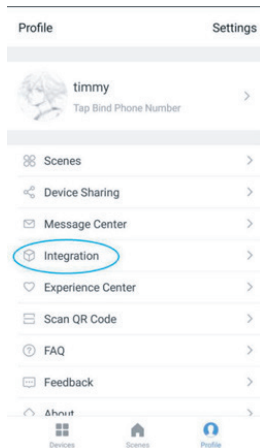 Profile Settings
timmy
Tap Bind Phone Number
Scenes
Device Sharing
Message Center
Integration
Experience Center
Scan QR Code
FAQ
Feedback
About
Devices Scenes Profile